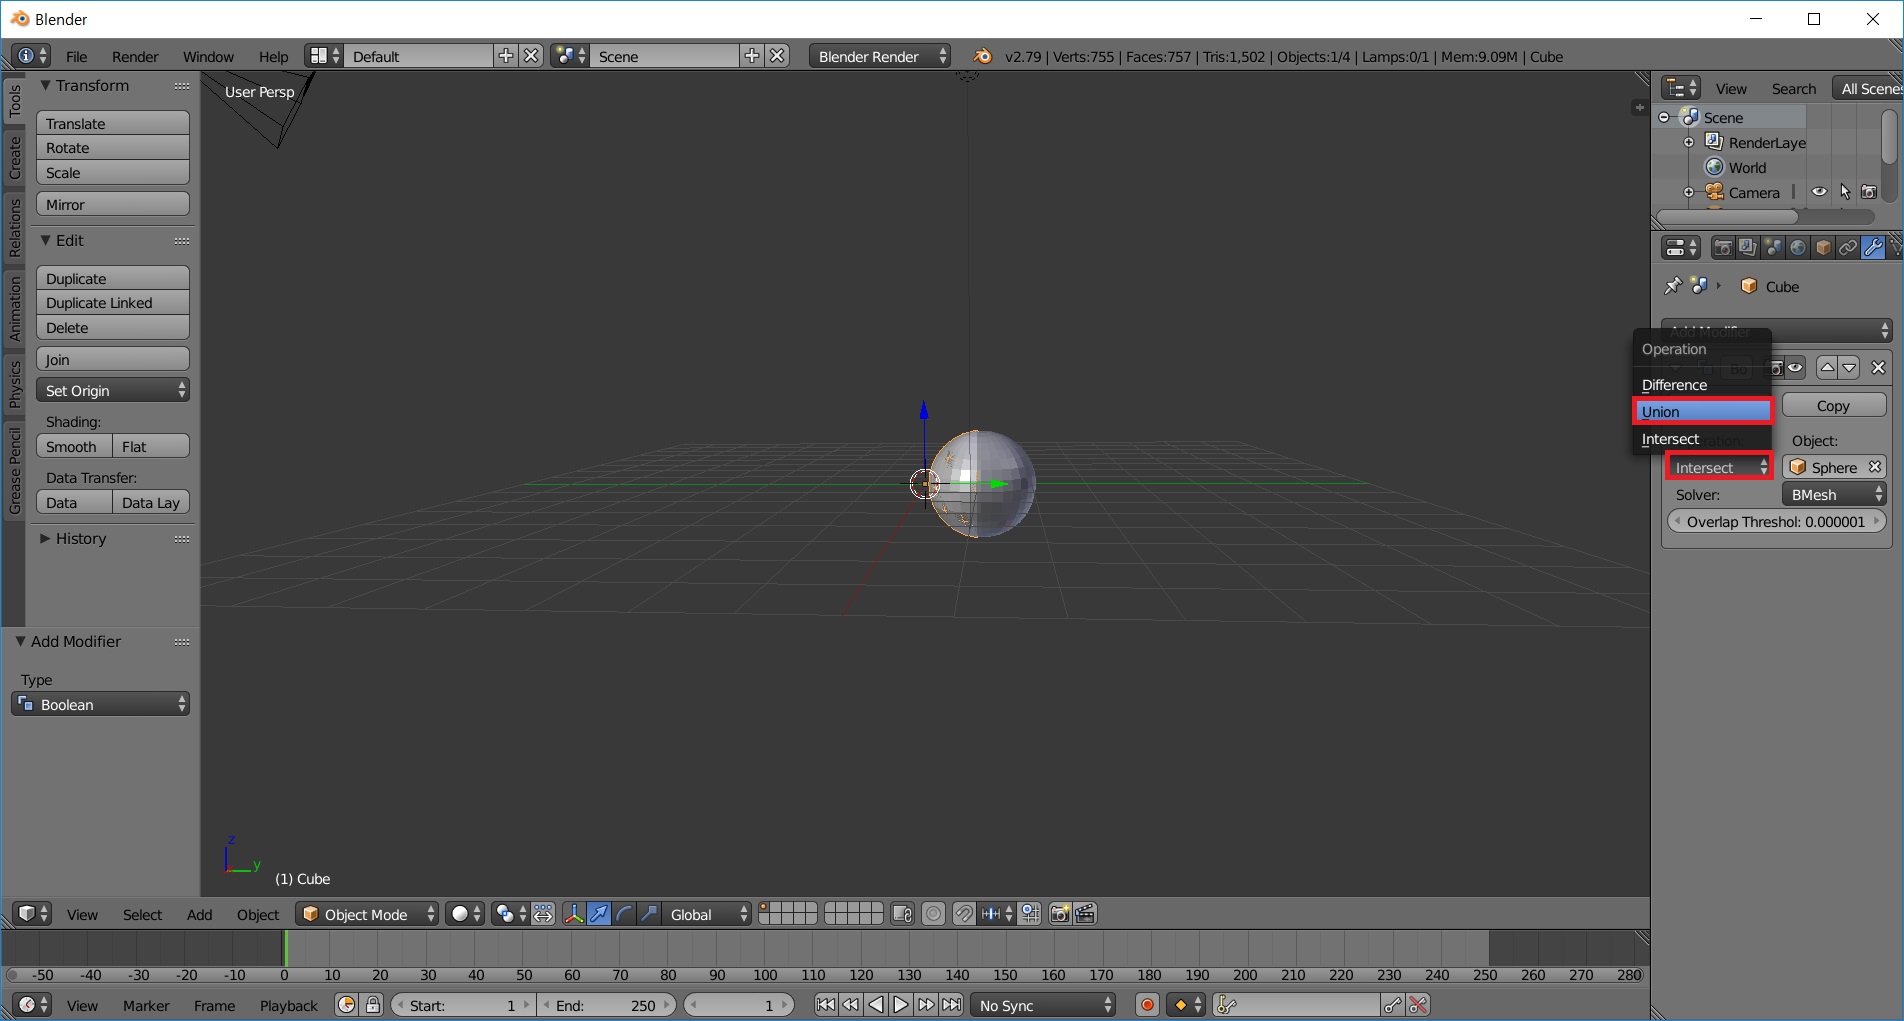 Blender
File Render Window Help Default Scene Blender Render v2.79 | Verts:755 | Faces:757 | Tris:1,502 | Objects:1/4 | Lamps:0/1 | Mem:9.09M | Cube
Tools
Create
Relations
Animation
Physics
Grease Pencil
Transform
Translate
Rotate
Scale
Mirror
Edit
Duplicate
Duplicate Linked
Delete
Join
Set Origin
Shading:
Smooth Flat
Data Transfer:
Data Data Lay
History
Add Modifier
Type
Boolean
User Persp
z
y
(1) Cube
View Search All Scenes
Scene
RenderLaye
World
Camera
Cube
Add Modifier
Operation
Bo
Difference
Union
Intersect
Copy
Object:
Intersect
Sphere
Solver:
BMesh
Overlap Threshol: 0.000001
View Select Add Object Object Mode Global
-50 -40 -30 -20 -10 0 10 20 30 40 50 60 70 80 90 100 110 120 130 140 150 160 170 180 190 200 210 220 230 240 250 260 270 280
View Marker Frame Playback Start: 1 End: 250 1 No Sync